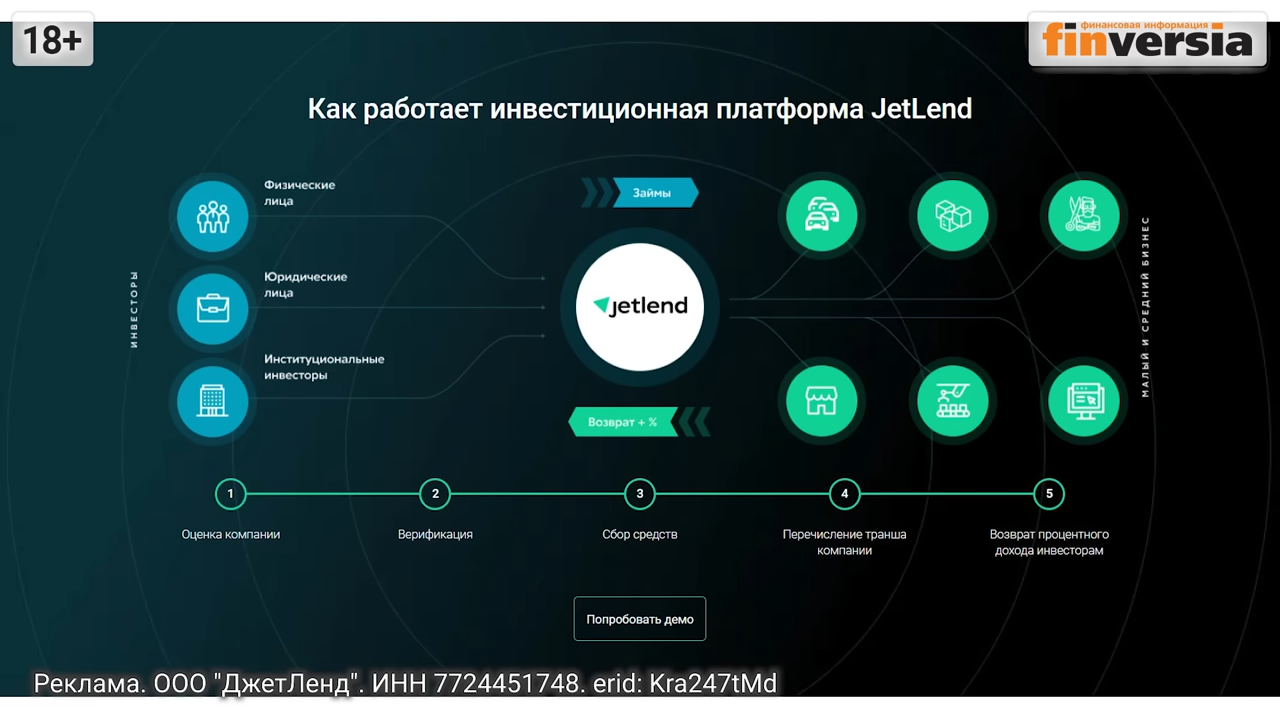 18+
финансовая информация
finversia
Как работает инвестиционная платформа JetLend
Физические
лица
Займы
Юридические
лица
ИНВЕСТОРЫ
jetlend
МАЛЫЙ И СРЕДНИЙ БИЗНЕС
Институциональные
инвесторы
Возврат + %
1
2
3
4
5
Оценка компании
Верификация
Сбор средств
Перечисление транша
компании
Возврат процентного
дохода инвесторам
Попробовать демо
Реклама. ООО "ДжетЛенд". ИНН 7724451748. erid: Kra247tMd